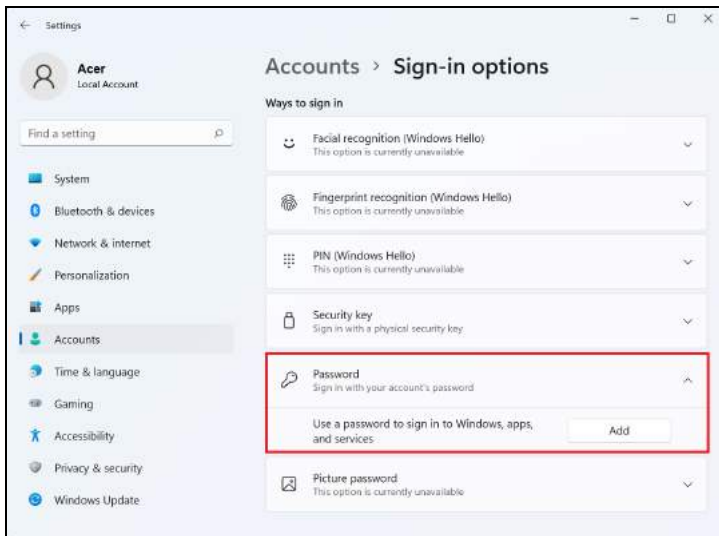 Settings
Acer
Local Account
Find a setting
System
Bluetooth & devices
Network & internet
Personalization
Apps
Accounts
Time & language
Gaming
Accessibility
Privacy & security
Windows Update
Accounts > Sign-in options
Ways to sign in
Facial recognition (Windows Hello)
This option is currently unavailable
Fingerprint recognition (Windows Hello)
This option is currently unavailable
PIN (Windows Hello)
This option is currently unavailable
Security key
Sign in with a physical security key
Password
Sign in with your account's password
Use a password to sign in to Windows, apps,
and services
Add
Picture password
This option is currently unavailable